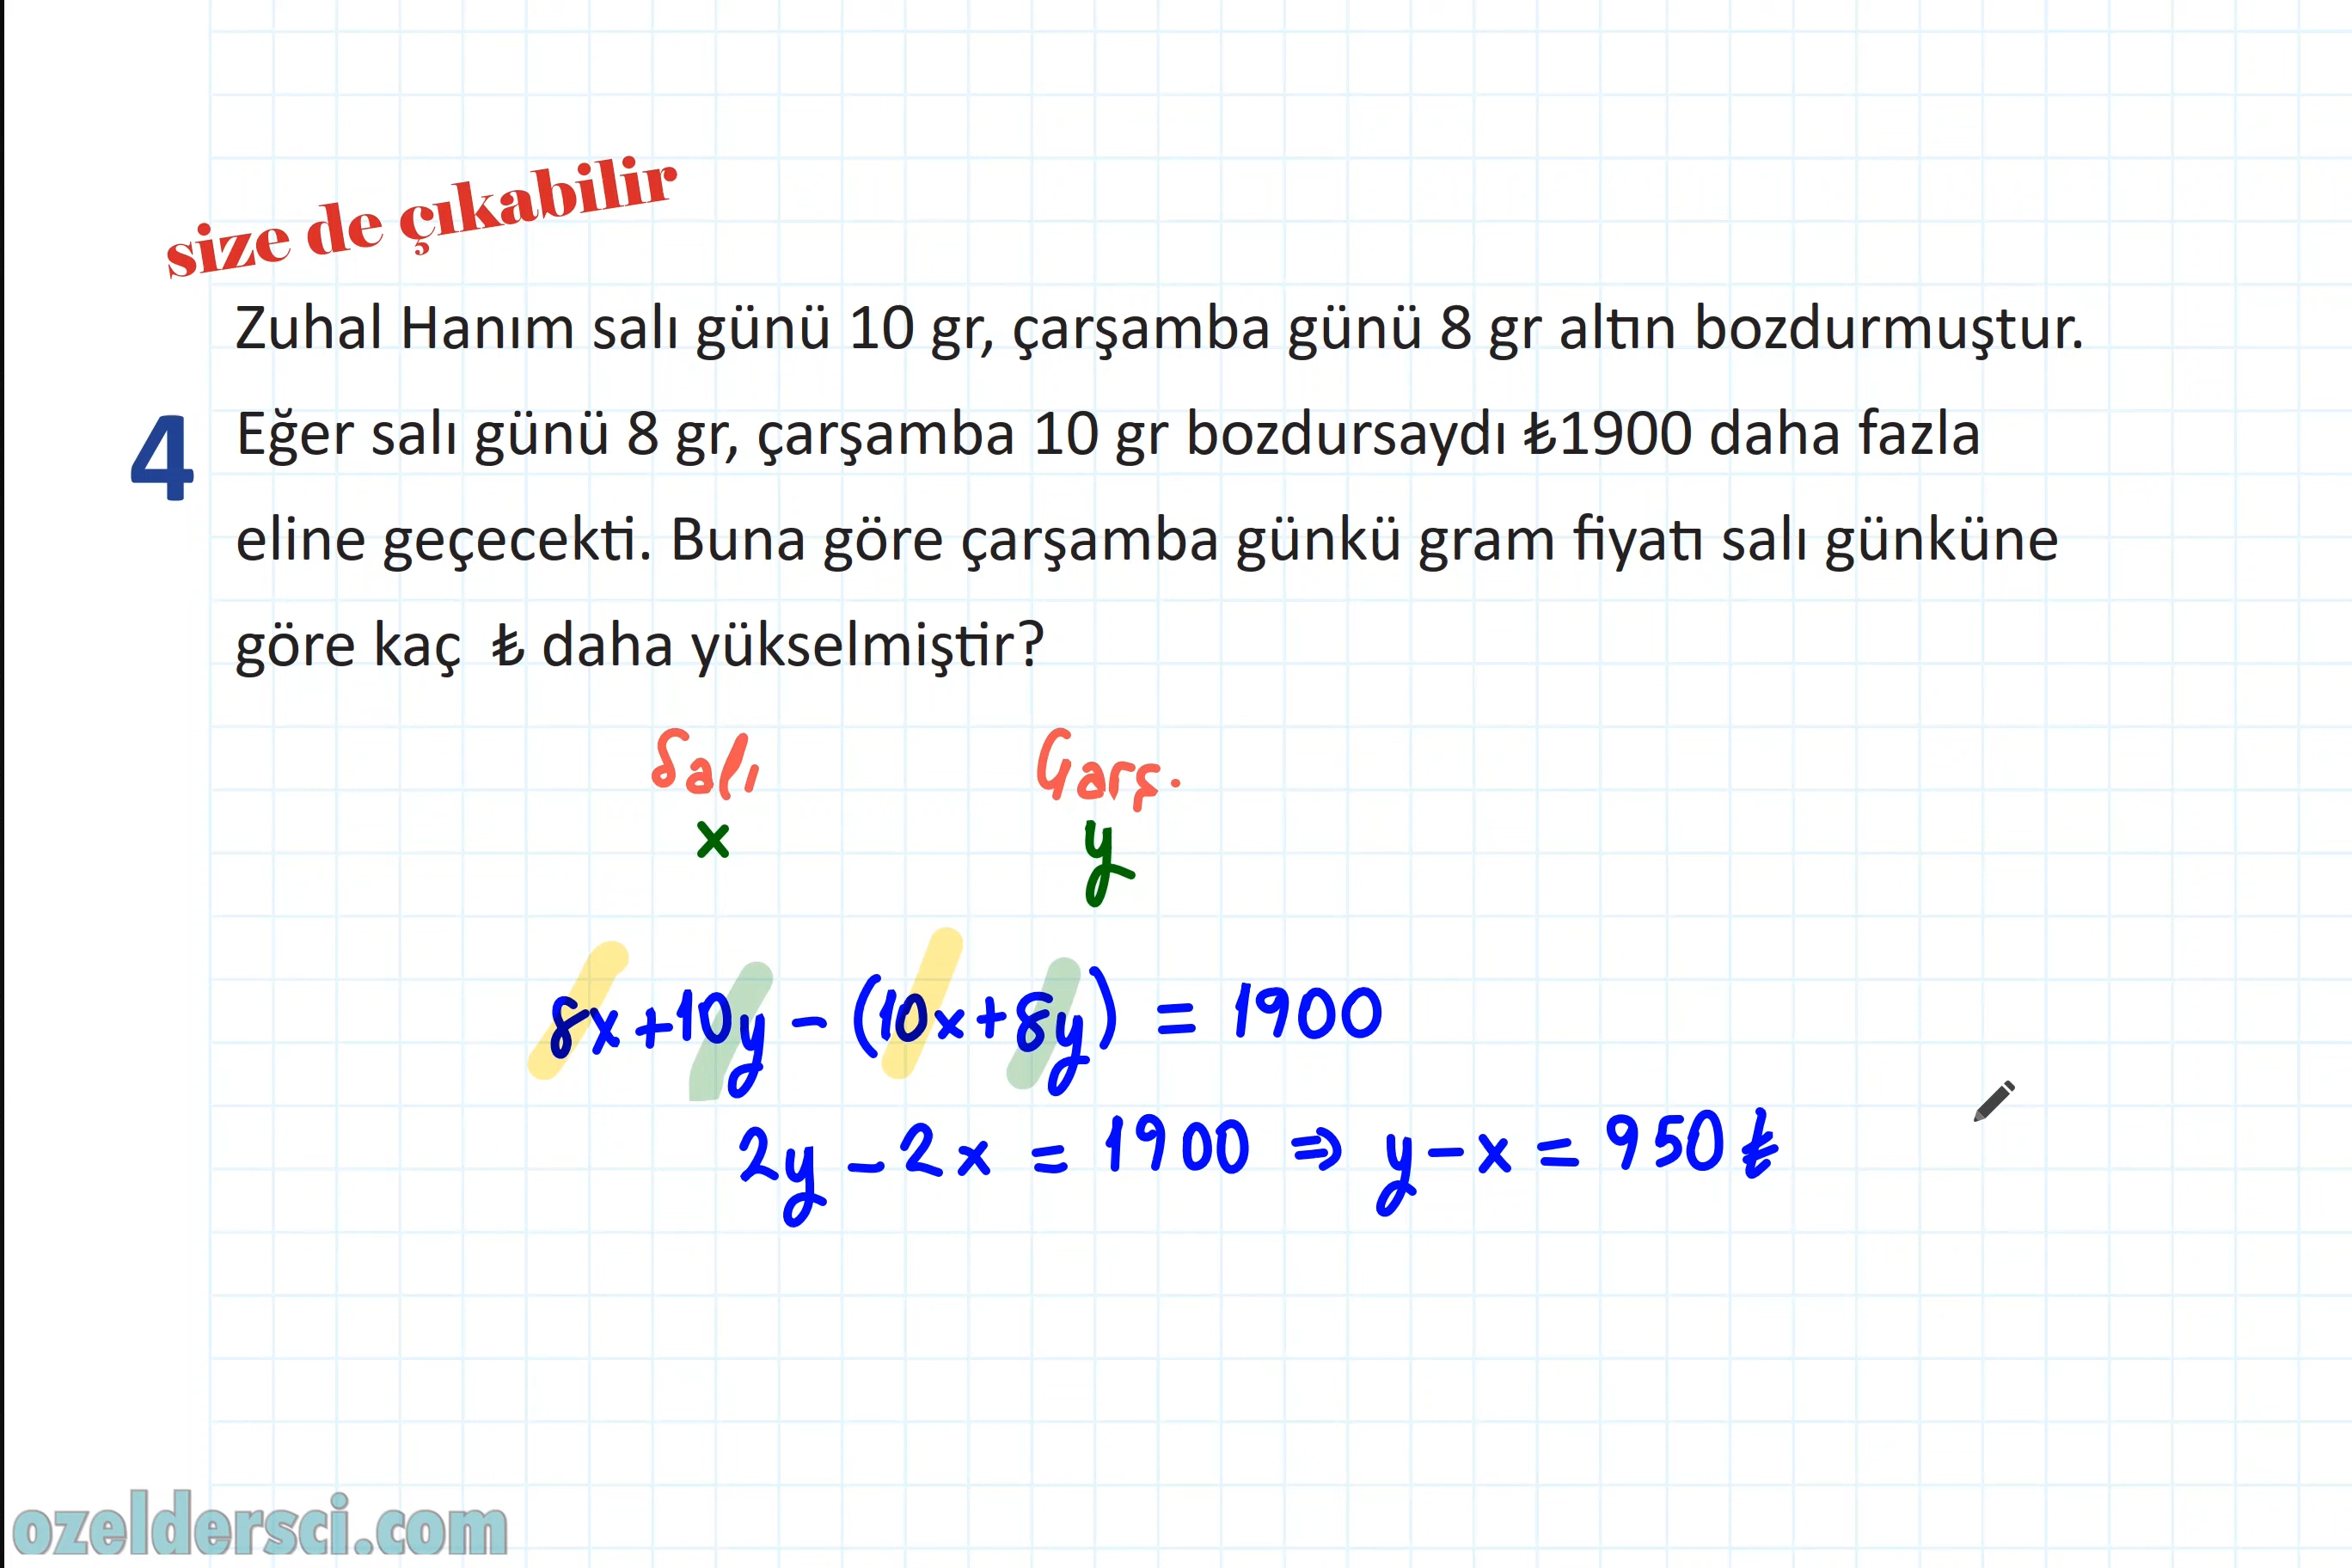 size de çıkabilir
Zuhal Hanım salı günü 10 gr, çarşamba günü 8 gr altın bozdurmuştur.
4
Eğer salı günü 8 gr, çarşamba 10 gr bozdursaydı ₺1900 daha fazla
eline geçecekti. Buna göre çarşamba günkü gram fiyatı salı günküne
göre kaç ₺ daha yükselmiştir?
Salı Çarş.
x y
8x+10y - (10x+8y) = 1900
2y - 2x = 1900 ⇒ y - x = 950 ₺
ozeldersci.com